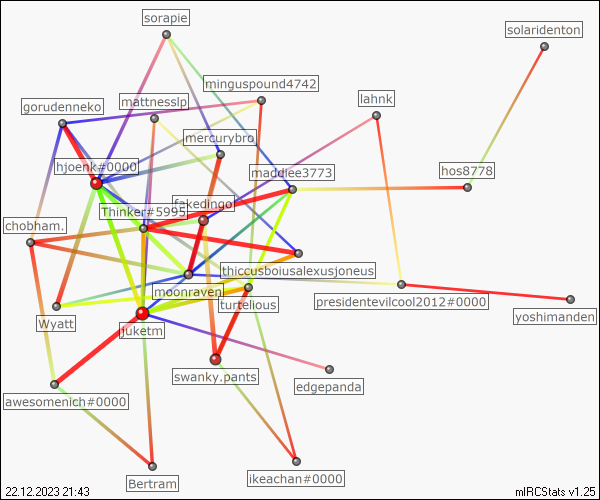 sorapie
solaridenton
minguspound4742
lahnk
gorudenneko
mattnesslp
mercurybro
hjoenk#0000
maddiee3773
hos8778
Thinker#5995
fakedingo
chobham.
thiccusboiusalexusjoneus
moonraven
presidentevilcool2012#0000
turtelious
yoshimanden
Wyatt
juketm
swanky.pants
edgepanda
awesomenich#0000
Bertram
ikeachan#0000
22.12.2023 21:43
mIRCStats v1.25